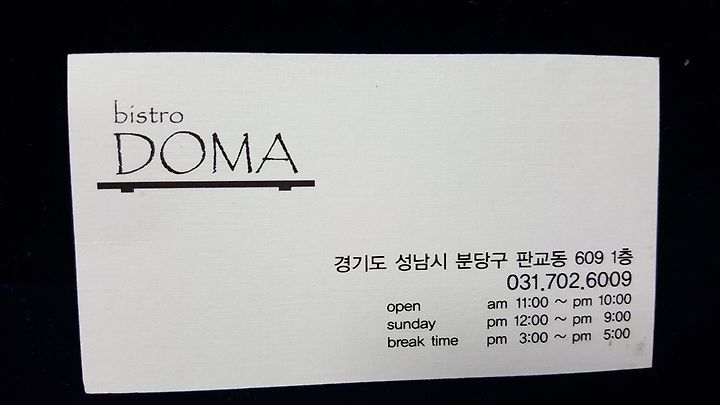 bistro
DOMA
경기도 성남시 분당구 판교동 609 1층
031.702.6009
open am 11:00 ~ pm 10:00
sunday pm 12:00 ~ pm 9:00
break time pm 3:00 ~ pm 5:00